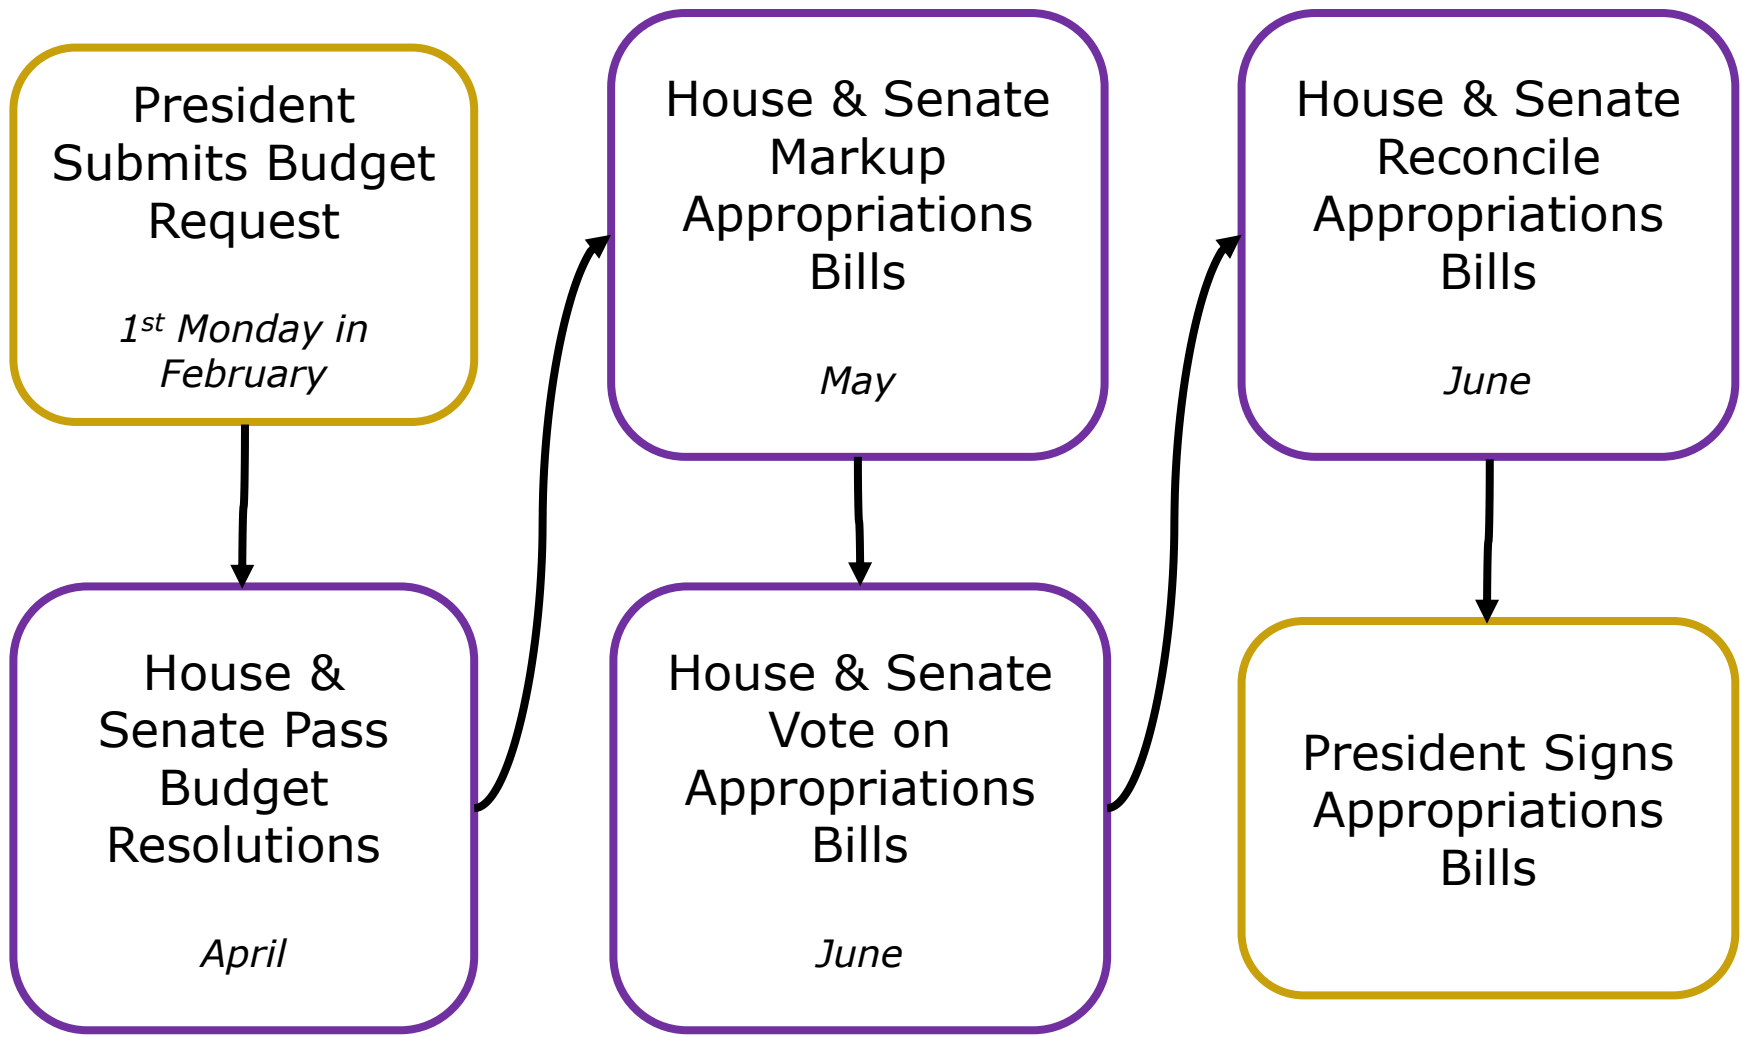 President
Submits Budget
Request
1st Monday in
February
House &
Senate Pass
Budget
Resolutions
April
House & Senate
Markup
Appropriations
Bills
May
House & Senate
Vote on
Appropriations
Bills
June
House & Senate
Reconcile
Appropriations
Bills
June
President Signs
Appropriations
Bills